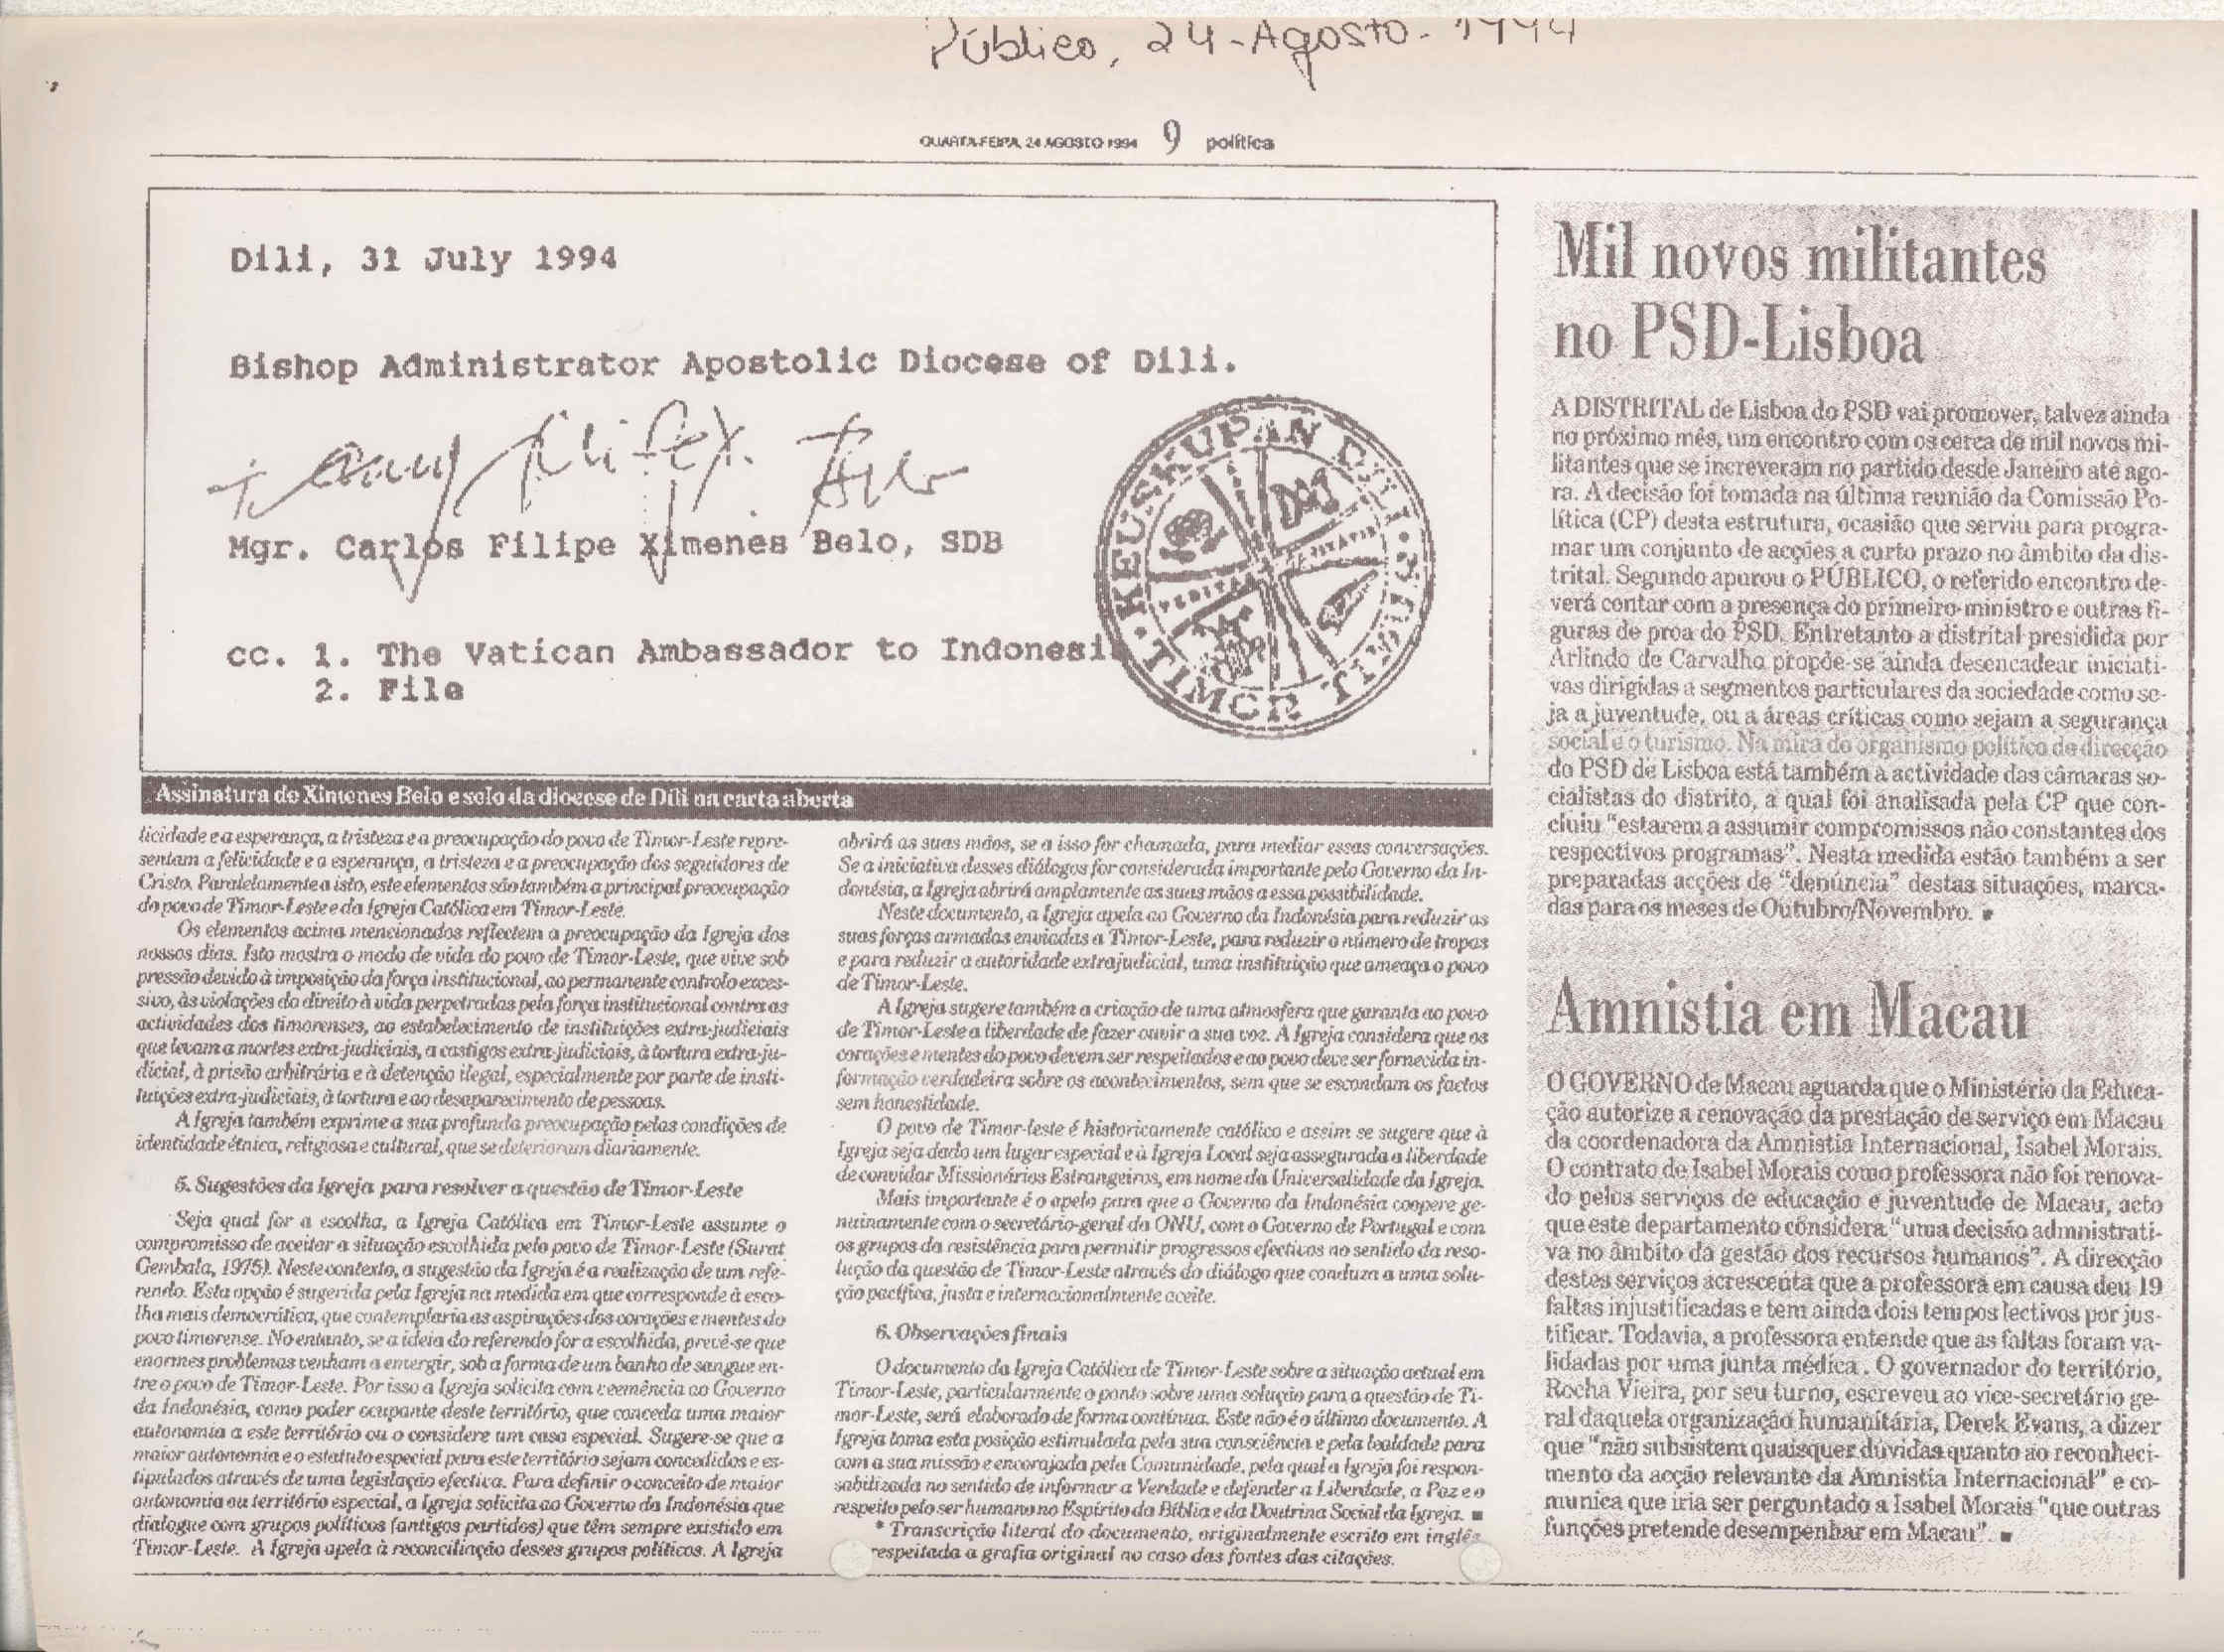 Público, 24-Agosto-1994
QUARTA-FEIRA, 24 AGOSTO 1994 9 política
Dili, 31 July 1994
Bishop Administrator Apostolic Diocese of Dili.
Mgr. Carlos Filipe Ximenes Belo, SDB
cc. 1. The Vatican Ambassador to Indonesi
2. File
KEUSKUPAN DILI
TIMOR TIMUR
VERITAS
Assinatura de Ximenes Belo e selo da diocese de Díli na carta aberta
licidade e a esperança, a tristeza e a preocupação do povo de Timor-Leste repre-
sentam a felicidade e a esperança, a tristeza e a preocupação dos seguidores de
Cristo. Paralelamente a isto, este elementos são também a principal preocupação
do povo de Timor-Leste e da Igreja Católica em Timor-Leste.
Os elementos acima mencionados reflectem a preocupação da Igreja dos
nossos dias. Isto mostra o modo de vida do povo de Timor-Leste, que vive sob
pressão devido à imposição da força institucional, ao permanente controlo exces-
sivo, às violações do direito à vida perpetradas pela força institucional contra as
actividades dos timorenses, ao estabelecimento de instituições extra-judiciais
que levam a mortes extra-judiciais, a castigos extra-judiciais, à tortura extra-ju-
dicial, à prisão arbitrária e à detenção ilegal, especialmente por parte de insti-
tuições extra-judiciais, à tortura e ao desaparecimento de pessoas.
A Igreja também exprime a sua profunda preocupação pelas condições de
identidade étnica, religiosa e cultural, que se deterioram diariamente.
5. Sugestões da Igreja para resolver a questão de Timor-Leste
Seja qual for a escolha, a Igreja Católica em Timor-Leste assume o
compromisso de aceitar a situação escolhida pelo povo de Timor-Leste (Surat
Gembala, 1975). Neste contexto, a sugestão da Igreja é a realização de um refe-
rendo. Esta opção é sugerida pela Igreja na medida em que corresponde à esco-
lha mais democrática, que contemplaria as aspirações dos corações e mentes do
povo timorense. No entanto, se a ideia do referendo for a escolhida, prevê-se que
enormes problemas venham a emergir, sob a forma de um banho de sangue en-
tre o povo de Timor-Leste. Por isso a Igreja solicita com veemência ao Governo
da Indonésia, como poder ocupante deste território, que conceda uma maior
autonomia a este território ou o considere um caso especial. Sugere-se que a
maior autonomia e o estatuto especial para este território sejam concedidos e es-
tipulados através de uma legislação efectiva. Para definir o conceito de maior
autonomia ou território especial, a Igreja solicita ao Governo da Indonésia que
dialogue com grupos políticos (antigos partidos) que têm sempre existido em
Timor-Leste. A Igreja apela à reconciliação desses grupos políticos. A Igreja
abrirá as suas mãos, se a isso for chamada, para mediar essas conversações.
Se a iniciativa desses diálogos for considerada importante pelo Governo da In-
donésia, a Igreja abrirá amplamente as suas mãos a essa possibilidade.
Neste documento, a Igreja apela ao Governo da Indonésia para reduzir as
suas forças armadas enviadas a Timor-Leste, para reduzir o número de tropas
e para reduzir a autoridade extrajudicial, uma instituição que ameaça o povo
de Timor-Leste.
A Igreja sugere também a criação de uma atmosfera que garanta ao povo
de Timor-Leste a liberdade de fazer ouvir a sua voz. A Igreja considera que os
corações e mentes do povo devem ser respeitados e ao povo deve ser fornecida in-
formação verdadeira sobre os acontecimentos, sem que se escondam os factos
sem honestidade.
O povo de Timor-leste é historicamente católico e assim se sugere que à
Igreja seja dado um lugar especial e à Igreja Local seja assegurada a liberdade
de convidar Missionários Estrangeiros, em nome da Universalidade da Igreja.
Mais importante é o apelo para que o Governo da Indonésia coopere ge-
nuinamente com o secretário-geral da ONU, com o Governo de Portugal e com
os grupos da resistência para permitir progressos efectivos no sentido da reso-
lução da questão de Timor-Leste através do diálogo que conduza a uma solu-
ção pacífica, justa e internacionalmente aceite.
6. Observações finais
O documento da Igreja Católica de Timor-Leste sobre a situação actual em
Timor-Leste, particularmente o ponto sobre uma solução para a questão de Ti-
mor-Leste, será elaborado de forma contínua. Este não é o último documento. A
Igreja toma esta posição estimulada pela sua consciência e pela lealdade para
com a sua missão e encorajada pela Comunidade, pela qual a Igreja foi respon-
sabilizada no sentido de informar a Verdade e defender a Liberdade, a Paz e o
respeito pelo ser humano no Espírito da Bíblia e da Doutrina Social da Igreja. ■
* Transcrição literal do documento, originalmente escrito em inglês
respeitada a grafia original no caso das fontes das citações.
Mil novos militantes
no PSD-Lisboa
A DISTRITAL de Lisboa do PSD vai promover, talvez ainda
no próximo mês, um encontro com os cerca de mil novos mi-
litantes que se increveram no partido desde Janeiro até ago-
ra. A decisão foi tomada na última reunião da Comissão Po-
lítica (CP) desta estrutura, ocasião que serviu para progra-
mar um conjunto de acções a curto prazo no âmbito da dis-
trital. Segundo apurou o PÚBLICO, o referido encontro de-
verá contar com a presença do primeiro-ministro e outras fi-
guras de proa do PSD. Entretanto a distrital presidida por
Arlindo de Carvalho propõe-se ainda desencadear iniciati-
vas dirigidas a segmentos particulares da sociedade como se-
ja a juventude, ou a áreas críticas como sejam a segurança
social e o turismo. Na mira do organismo político de direcção
do PSD de Lisboa está também a actividade das câmaras so-
cialistas do distrito, a qual foi analisada pela CP que con-
cluiu "estarem a assumir compromissos não constantes dos
respectivos programas". Nesta medida estão também a ser
preparadas acções de "denúncia" destas situações, marca-
das para os meses de Outubro/Novembro. ■
Amnistia em Macau
O GOVERNO de Macau aguarda que o Ministério da Educa-
ção autorize a renovação da prestação de serviço em Macau
da coordenadora da Amnistia Internacional, Isabel Morais.
O contrato de Isabel Morais como professora não foi renova-
do pelos serviços de educação e juventude de Macau, acto
que este departamento considera "uma decisão admnistrati-
va no âmbito da gestão dos recursos humanos". A direcção
destes serviços acrescenta que a professora em causa deu 19
faltas injustificadas e tem ainda dois tempos lectivos por jus-
tificar. Todavia, a professora entende que as faltas foram va-
lidadas por uma junta médica. O governador do território,
Rocha Vieira, por seu turno, escreveu ao vice-secretário ge-
ral daquela organização humanitária, Derek Evans, a dizer
que "não subsistem quaisquer dúvidas quanto ao reconheci-
mento da acção relevante da Amnistia Internacional" e co-
munica que iria ser perguntado a Isabel Morais "que outras
funções pretende desempenhar em Macau". ■